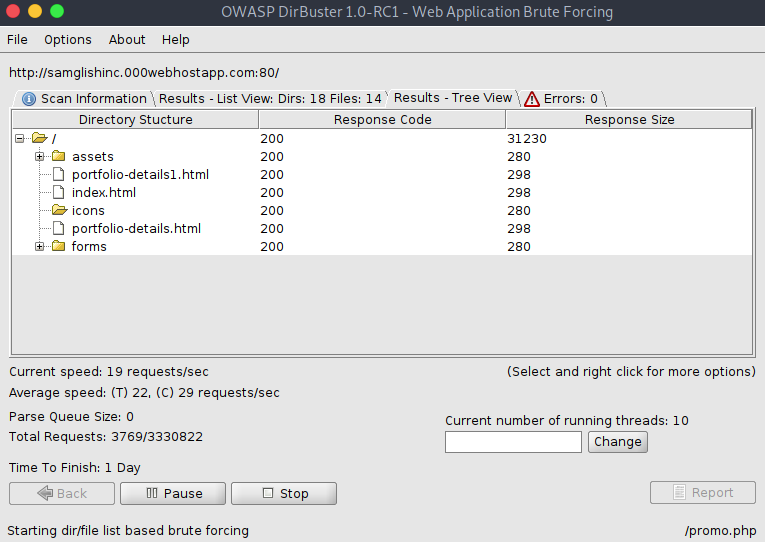 OWASP DirBuster 1.0-RC1 - Web Application Brute Forcing
File Options About Help
http://samglishinc.000webhostapp.com:80/
Scan Information Results - List View: Dirs: 18 Files: 14 Results - Tree View Errors: 0
Directory Stucture Response Code Response Size
/ 200 31230
assets 200 280
portfolio-details1.html 200 298
index.html 200 298
icons 200 280
portfolio-details.html 200 298
forms 200 280
Current speed: 19 requests/sec (Select and right click for more options)
Average speed: (T) 22, (C) 29 requests/sec
Parse Queue Size: 0 Current number of running threads: 10
Total Requests: 3769/3330822 Change
Time To Finish: 1 Day
Back Pause Stop Report
Starting dir/file list based brute forcing /promo.php